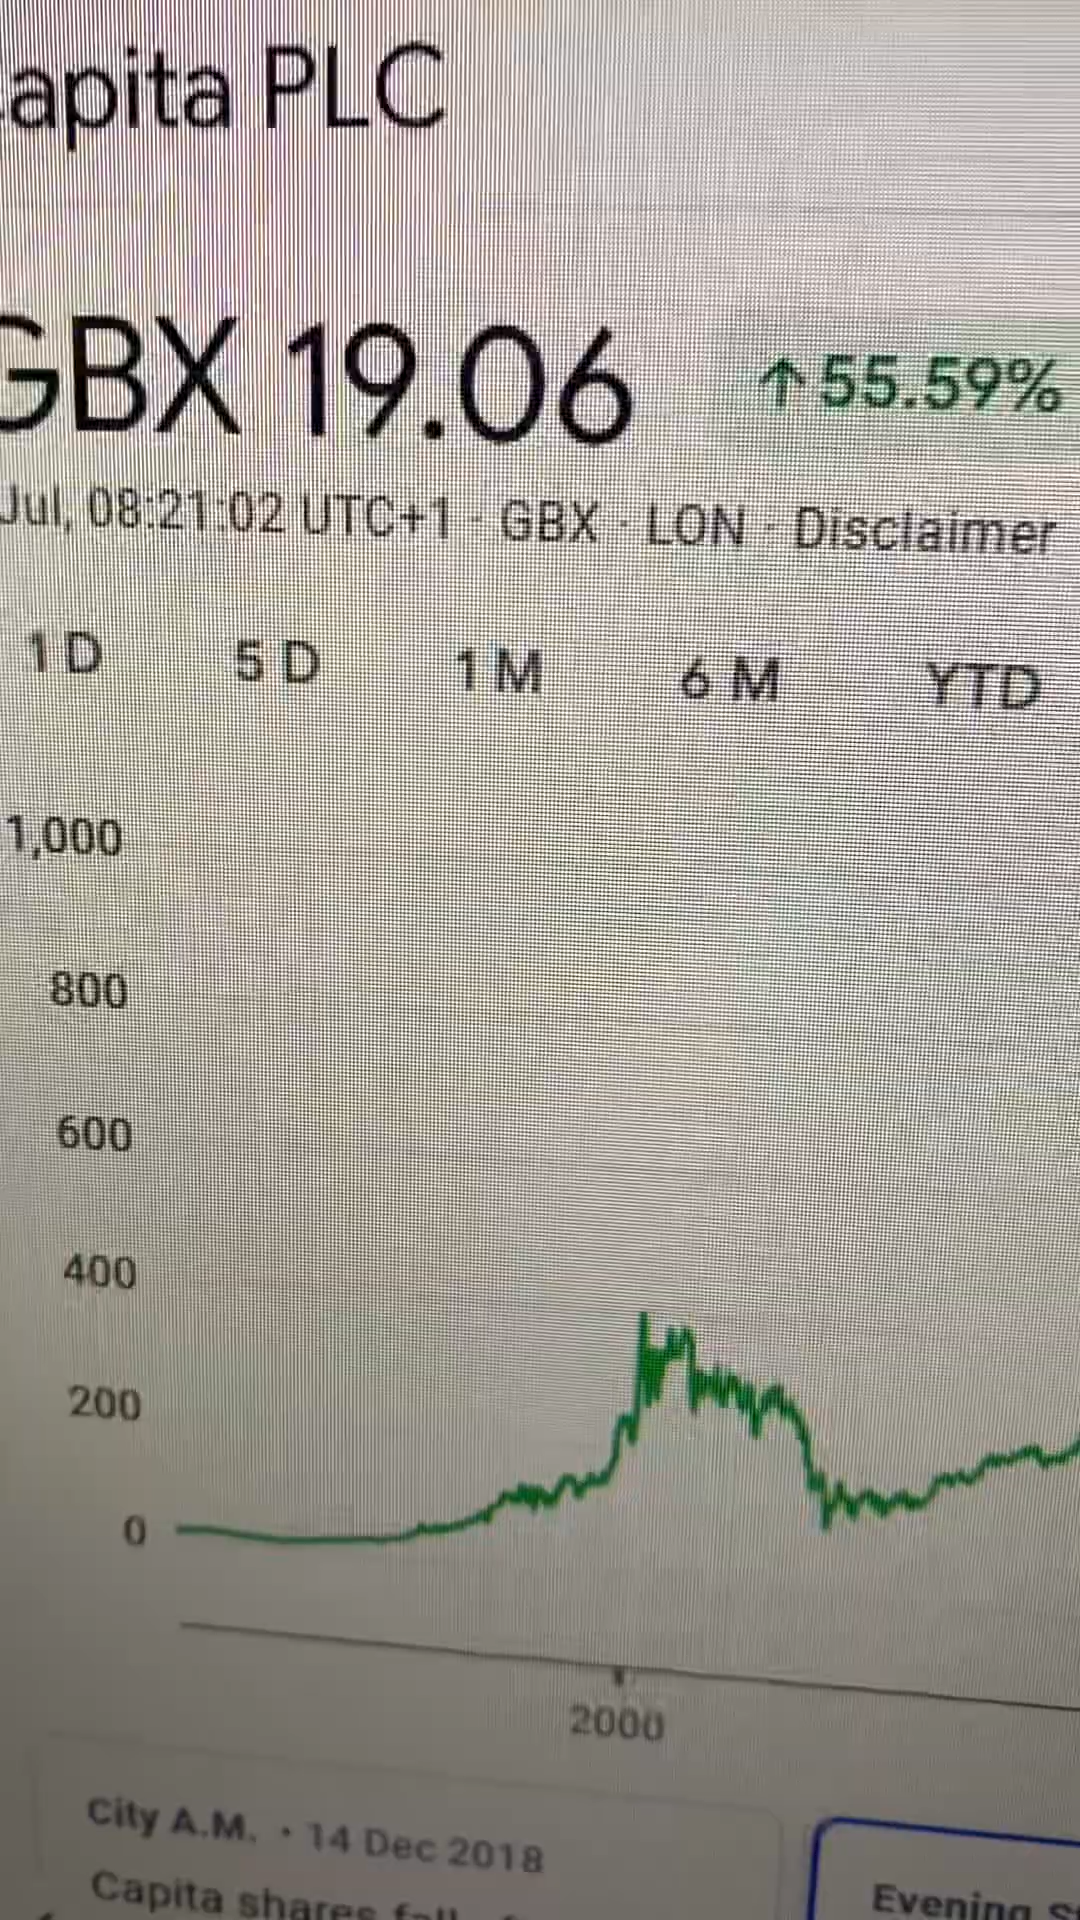 apita PLC
GBX 19.06 ↑55.59%
Jul, 08:21:02 UTC+1 · GBX · LON · Disclaimer
1D 5D 1M 6M YTD
1,000
800
600
400
200
0
2000
City A.M. · 14 Dec 2018
Capita shares fall
Evening